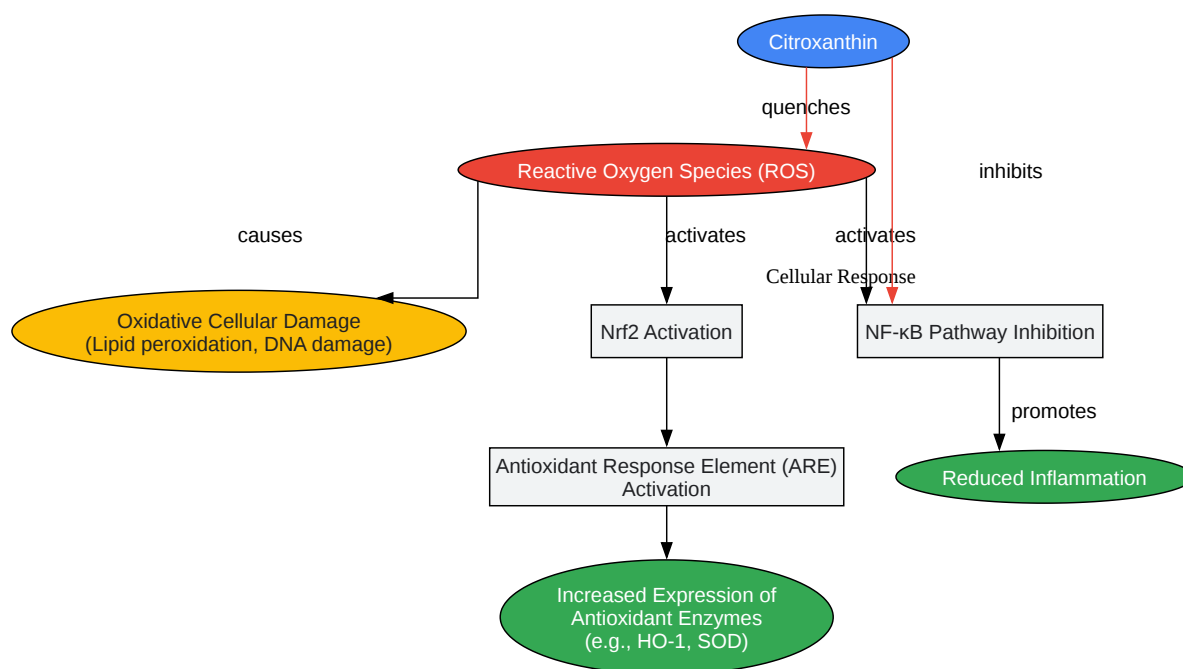 Citroxanthin
quenches
Reactive Oxygen Species (ROS)
inhibits
causes
activates
activates
Cellular Response
Oxidative Cellular Damage
(Lipid peroxidation, DNA damage)
Nrf2 Activation
NF-κB Pathway Inhibition
promotes
Antioxidant Response Element (ARE)
Activation
Reduced Inflammation
Increased Expression of
Antioxidant Enzymes
(e.g., HO-1, SOD)